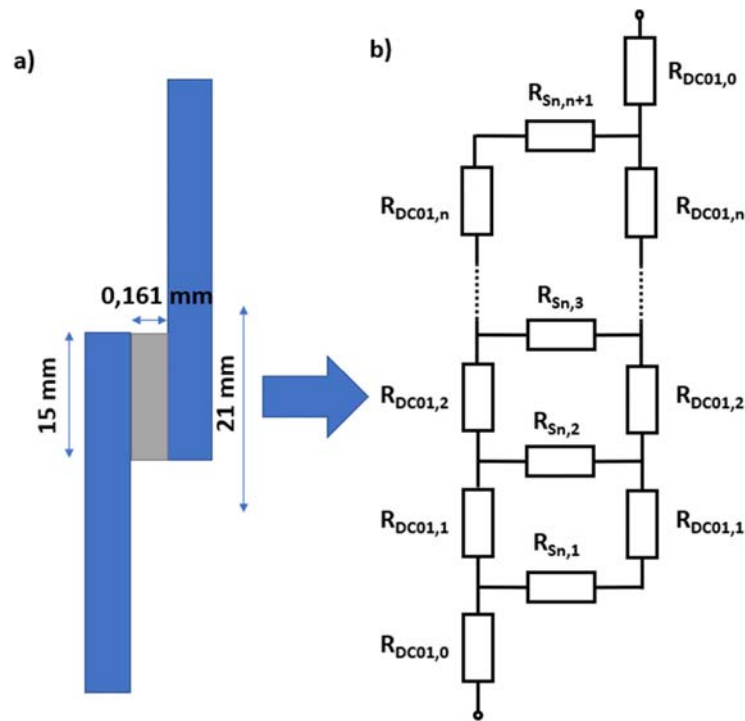 a)
0,161 mm
15 mm
21 mm
b)
R_DC01,0
R_Sn,n+1
R_DC01,n
R_DC01,n
R_Sn,3
R_DC01,2
R_DC01,2
R_Sn,2
R_DC01,1
R_DC01,1
R_Sn,1
R_DC01,0